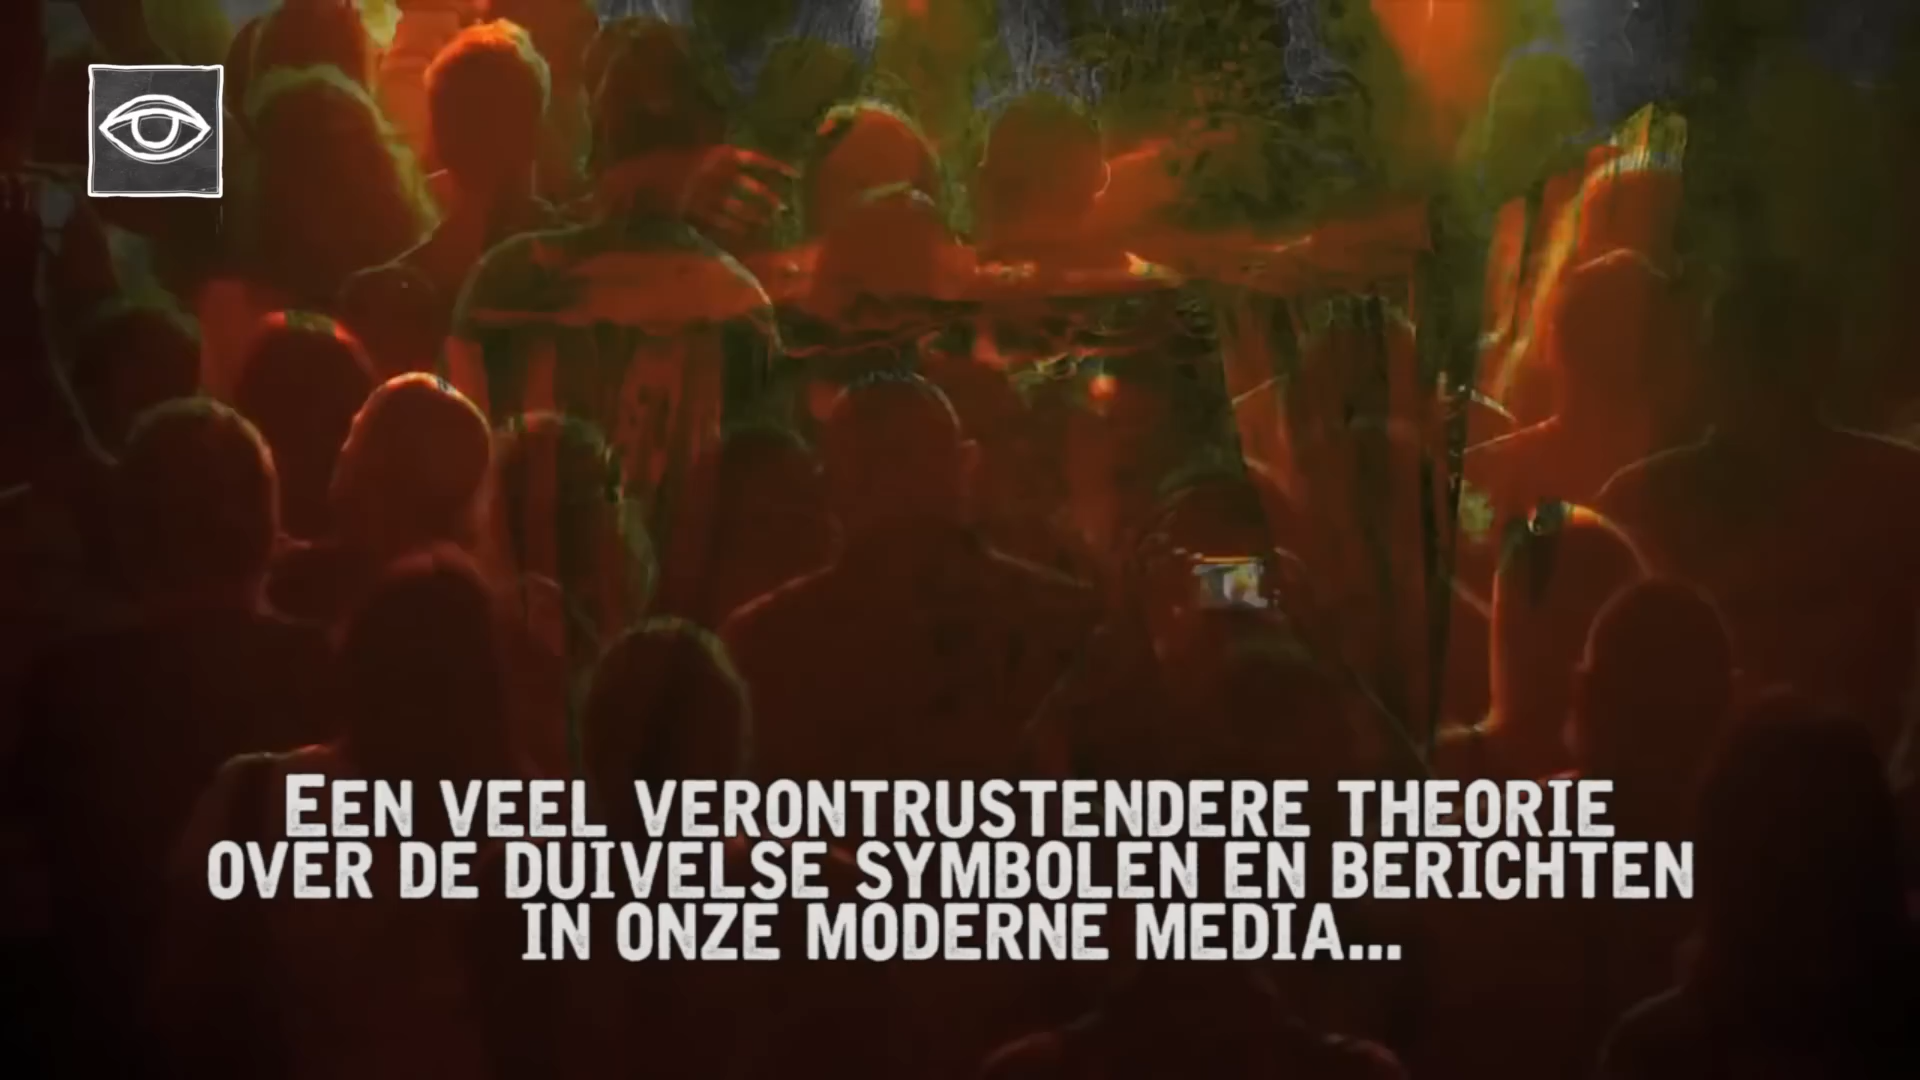 Een veel verontrustendere theorie
over de duivelse symbolen en berichten
in onze moderne media...